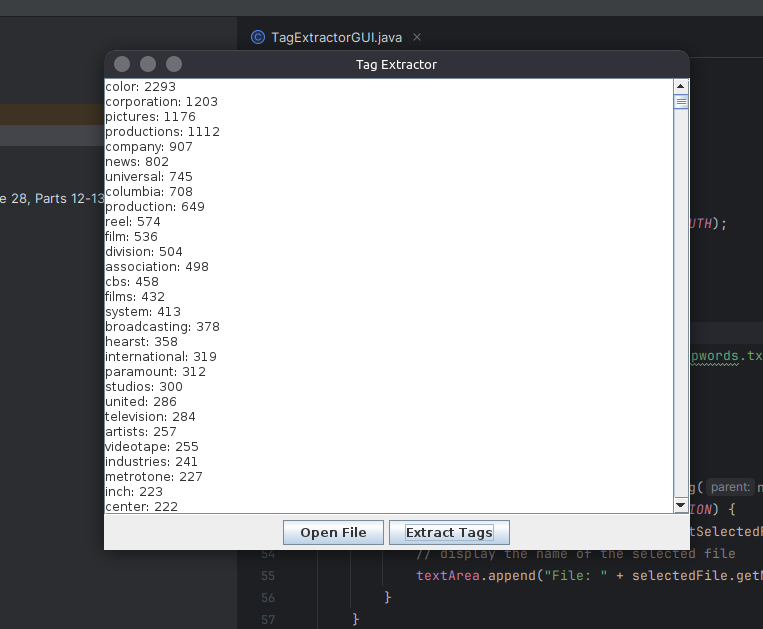 TagExtractorGUI.java
Tag Extractor
color: 2293
corporation: 1203
pictures: 1176
productions: 1112
company: 907
news: 802
universal: 745
columbia: 708
production: 649
reel: 574
film: 536
division: 504
association: 498
cbs: 458
films: 432
system: 413
broadcasting: 378
hearst: 358
international: 319
paramount: 312
studios: 300
united: 286
television: 284
artists: 257
videotape: 255
industries: 241
metrotone: 227
inch: 223
center: 222
Open File Extract Tags
e 28, Parts 12-13
UTH);
pwords.tx
g( parent: n
ION) {
tSelectedF
54 // display the name of the selected file
55 textArea.append("File: " + selectedFile.getN
56 }
57 }